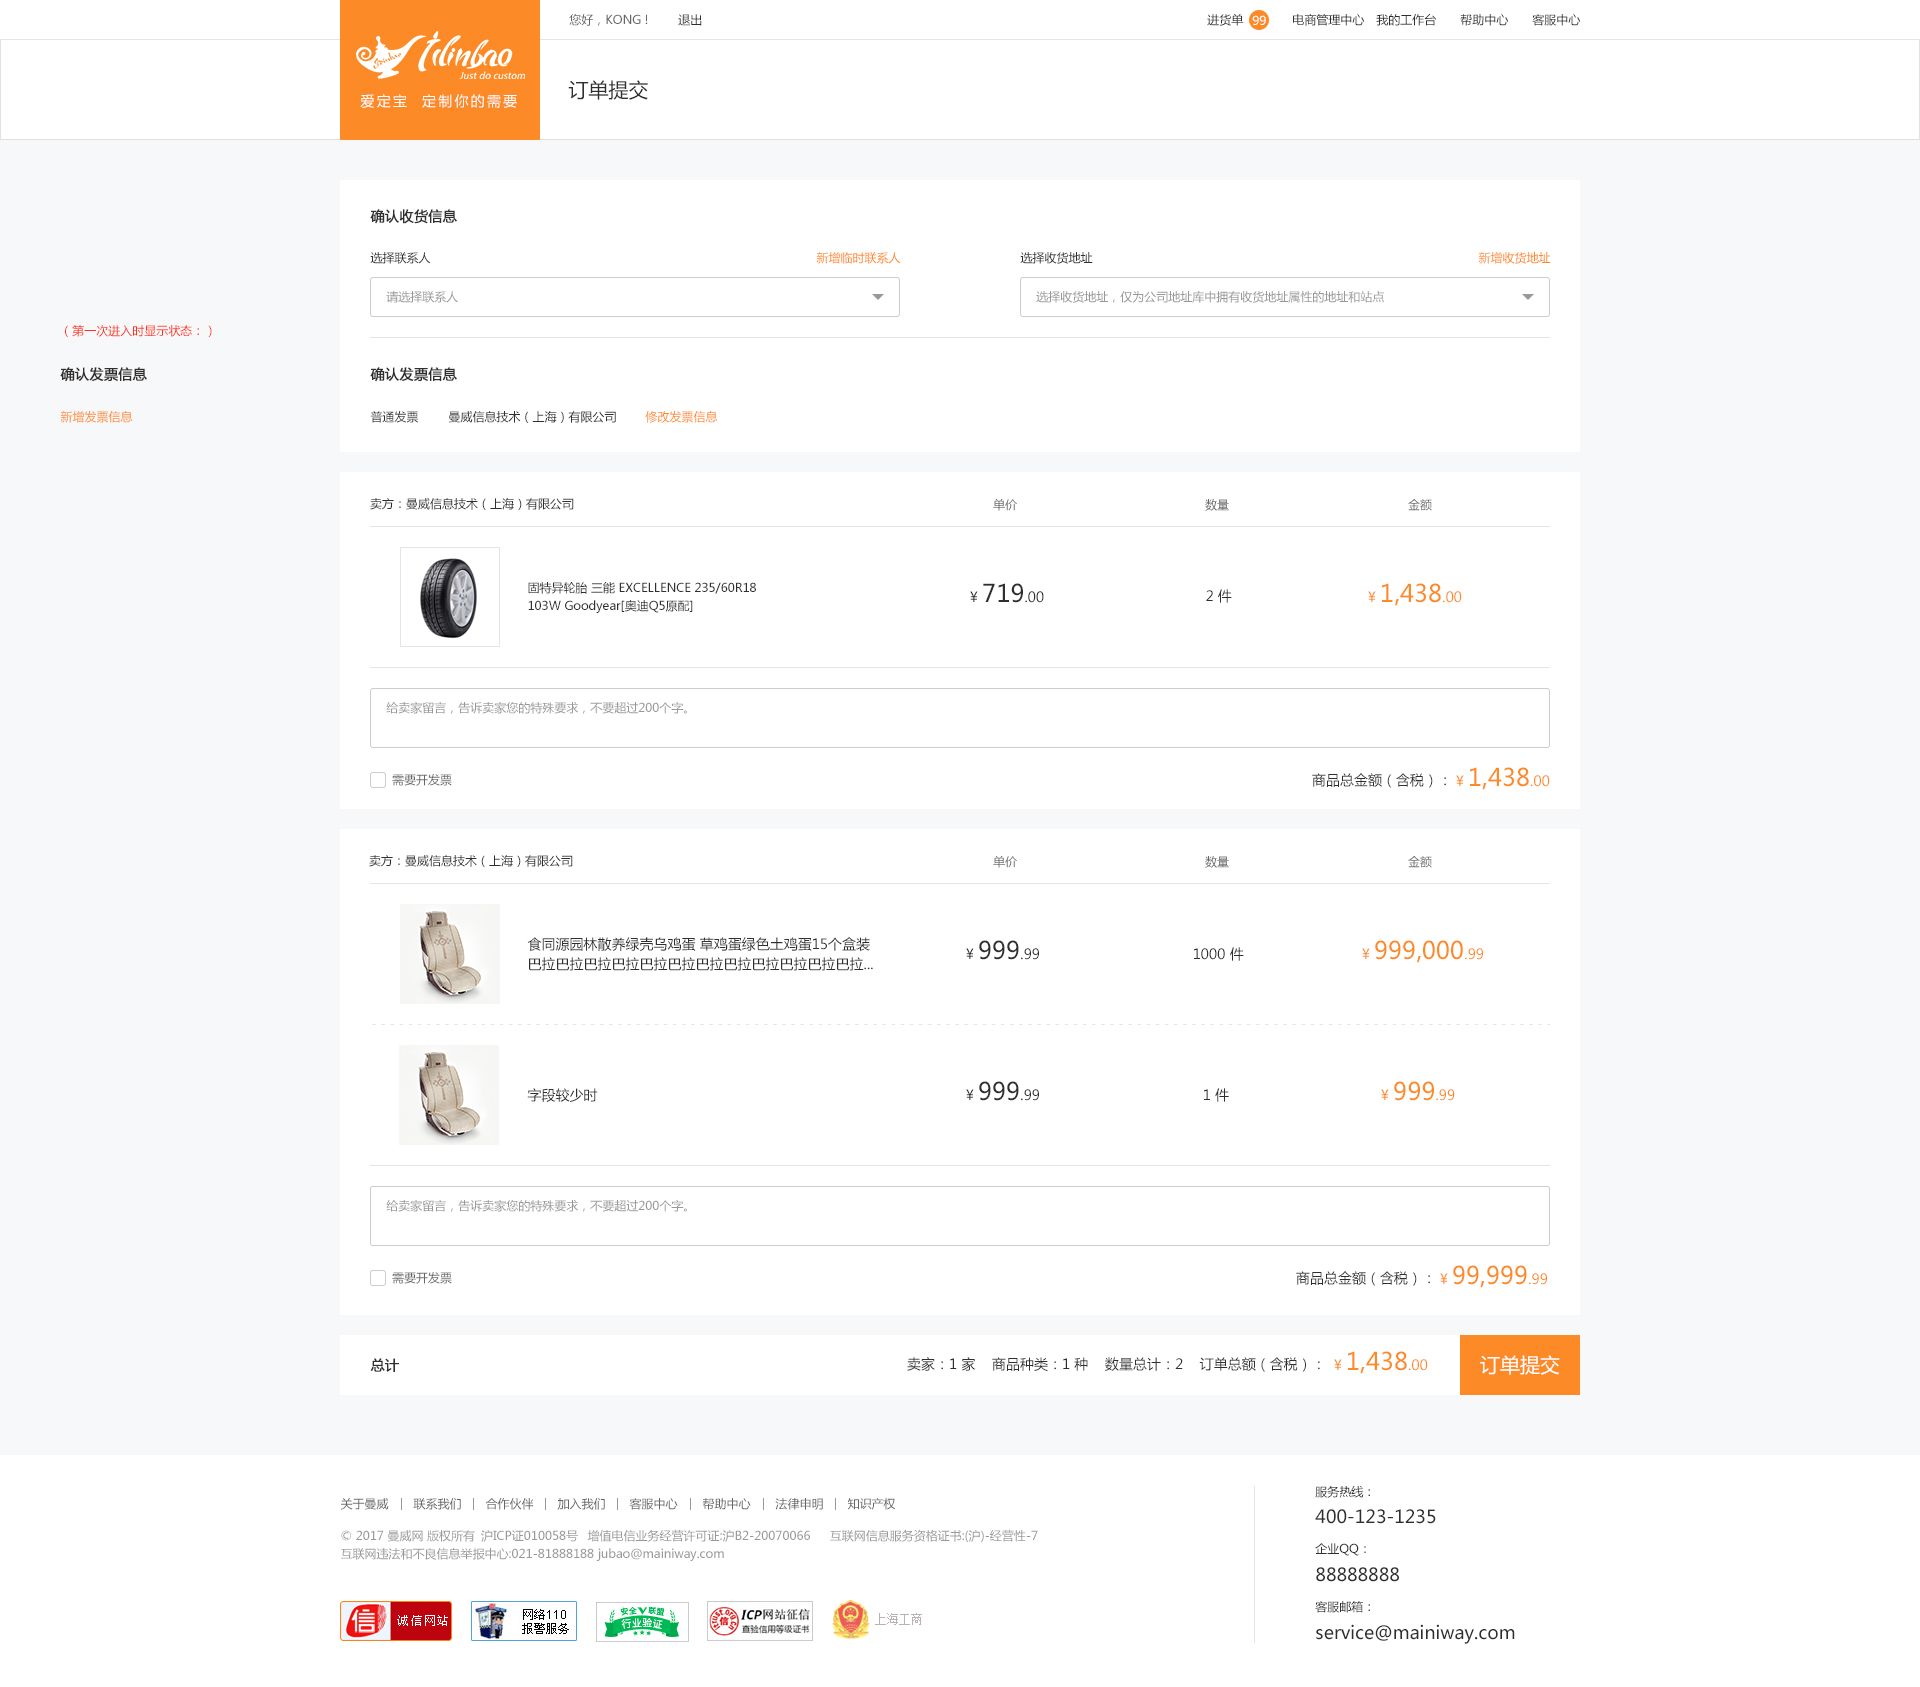 您好，KONG！ 退出
进货单 99 电商管理中心 我的工作台 帮助中心 客服中心
Just do custom
爱定宝 定制你的需要
订单提交
确认收货信息
选择联系人 新增临时联系人
选择收货地址 新增收货地址
请选择联系人
选择收货地址，仅为公司地址库中拥有收货地址属性的地址和站点
（第一次进入时显示状态：）
确认发票信息
新增发票信息
确认发票信息
普通发票 曼威信息技术（上海）有限公司 修改发票信息
卖方：曼威信息技术（上海）有限公司 单价 数量 金额
固特异轮胎 三能 EXCELLENCE 235/60R18
103W Goodyear[奥迪Q5原配]
¥ 719.00 2 件 ¥ 1,438.00
给卖家留言，告诉卖家您的特殊要求，不要超过200个字。
需要开发票 商品总金额（含税）： ¥ 1,438.00
卖方：曼威信息技术（上海）有限公司 单价 数量 金额
食同源园林散养绿壳乌鸡蛋 草鸡蛋绿色土鸡蛋15个盒装
巴拉巴拉巴拉巴拉巴拉巴拉巴拉巴拉巴拉巴拉巴拉巴拉...
¥ 999.99 1000 件 ¥ 999,000.99
字段较少时 ¥ 999.99 1 件 ¥ 999.99
给卖家留言，告诉卖家您的特殊要求，不要超过200个字。
需要开发票 商品总金额（含税）： ¥ 99,999.99
总计 卖家：1 家 商品种类：1 种 数量总计：2 订单总额（含税）： ¥ 1,438.00 订单提交
关于曼威 | 联系我们 | 合作伙伴 | 加入我们 | 客服中心 | 帮助中心 | 法律申明 | 知识产权
© 2017 曼威网 版权所有 沪ICP证010058号 增值电信业务经营许可证:沪B2-20070066 互联网信息服务资格证书:(沪)-经营性-7
互联网违法和不良信息举报中心:021-81888188 jubao@mainiway.com
信 诚信网站
网络110
报警服务
安全V联盟
行业验证
ICP网站征信
直验信用等级证书
上海工商
服务热线：
400-123-1235
企业QQ：
88888888
客服邮箱：
service@mainiway.com